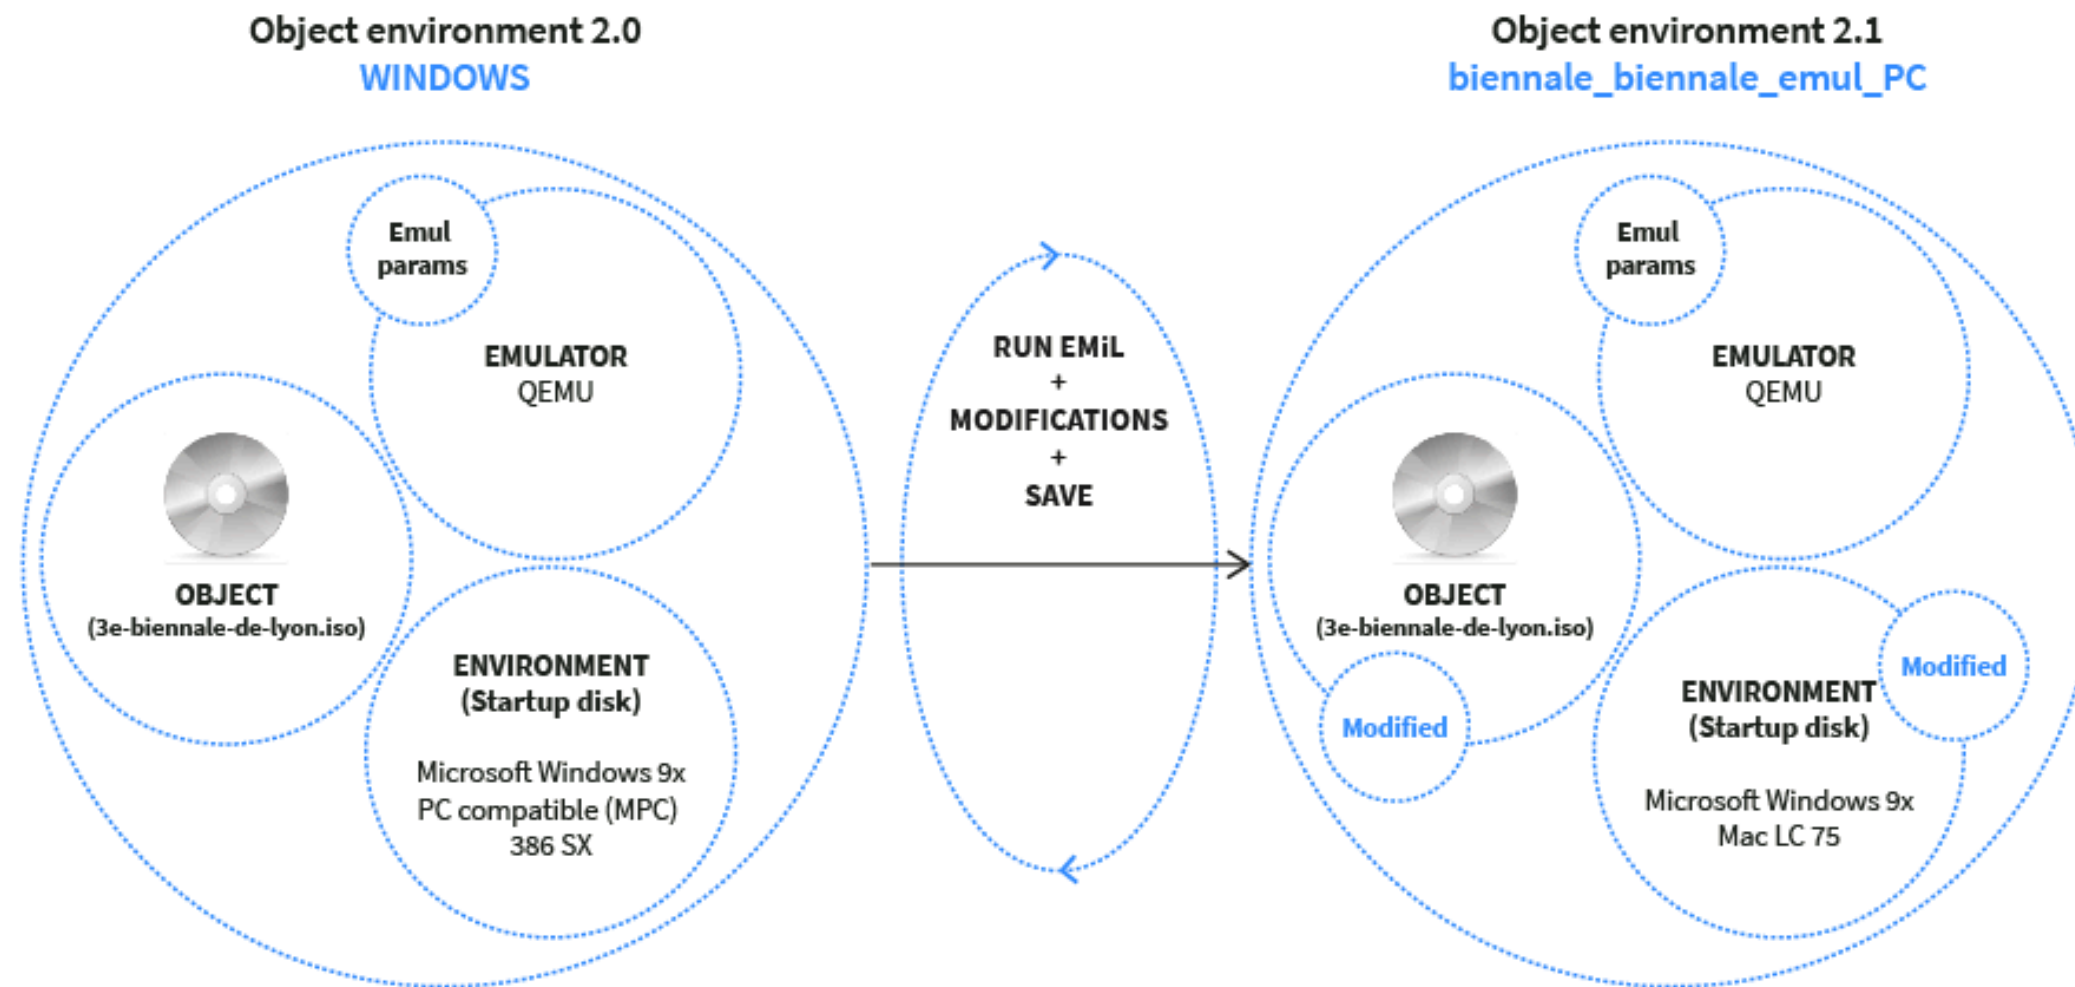 Object environment 2.0
WINDOWS
Emul
params
EMULATOR
QEMU
OBJECT
(3e-biennale-de-lyon.iso)
ENVIRONMENT
(Startup disk)
Microsoft Windows 9x
PC compatible (MPC)
386 SX
RUN EMiL
+
MODIFICATIONS
+
SAVE
Object environment 2.1
biennale_biennale_emul_PC
Emul
params
EMULATOR
QEMU
OBJECT
(3e-biennale-de-lyon.iso)
Modified
ENVIRONMENT
(Startup disk)
Modified
Microsoft Windows 9x
Mac LC 75